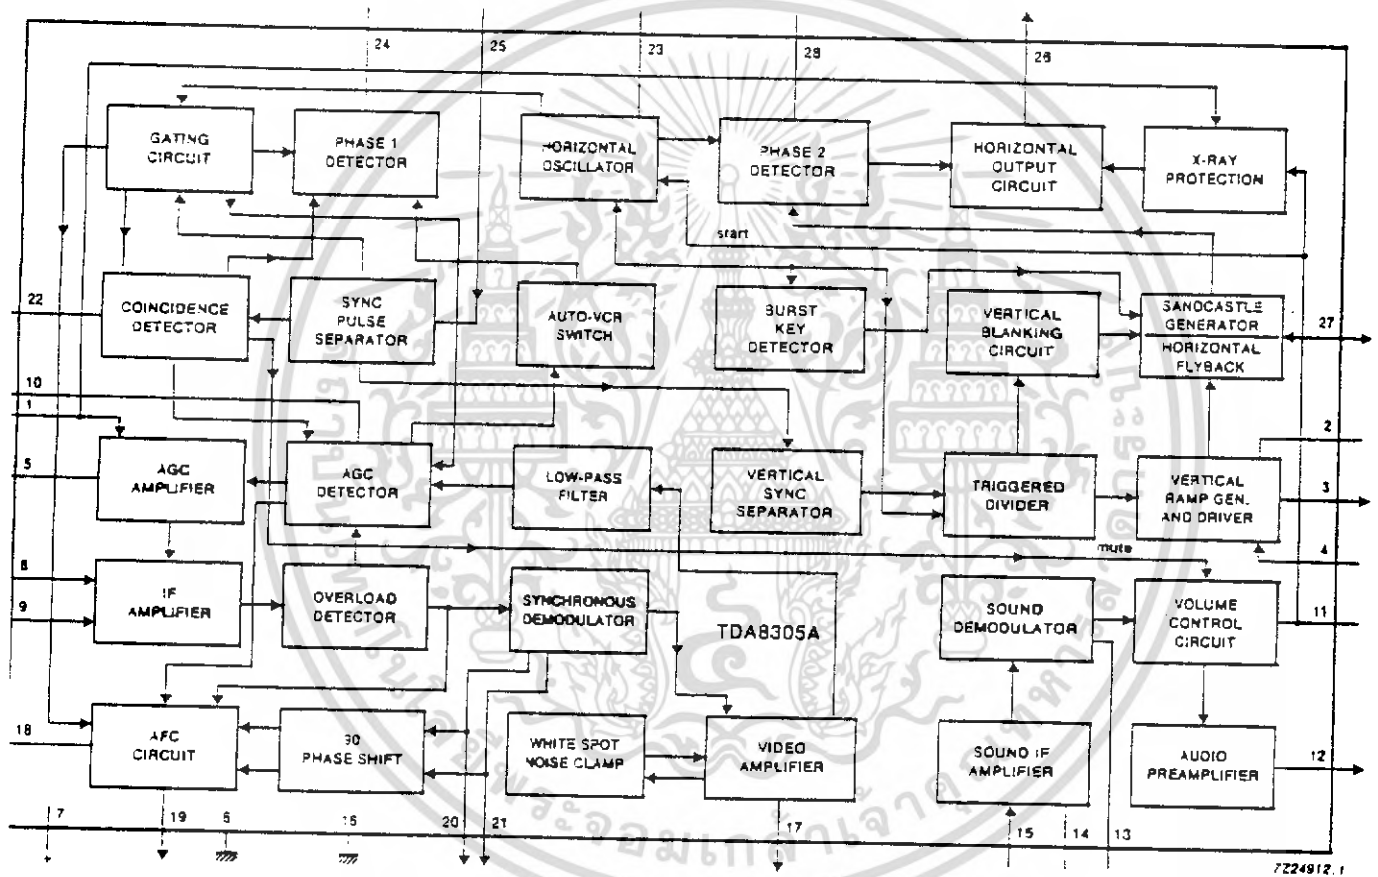 24
25
23
28
26
GATING
CIRCUIT
PHASE 1
DETECTOR
HORIZONTAL
OSCILLATOR
PHASE 2
DETECTOR
HORIZONTAL
OUTPUT
CIRCUIT
X-RAY
PROTECTION
start
22
COINCIDENCE
DETECTOR
SYNC
PULSE
SEPARATOR
AUTO-VCR
SWITCH
BURST
KEY
DETECTOR
VERTICAL
BLANKING
CIRCUIT
SANDCASTLE
GENERATOR
HORIZONTAL
FLYBACK
27
10
1
2
5
AGC
AMPLIFIER
AGC
DETECTOR
LOW-PASS
FILTER
VERTICAL
SYNC
SEPARATOR
TRIGGERED
DIVIDER
VERTICAL
RAMP GEN.
AND DRIVER
3
mute
4
8
9
IF
AMPLIFIER
OVERLOAD
DETECTOR
SYNCHRONOUS
DEMODULATOR
TDA8305A
SOUND
DEMODULATOR
VOLUME
CONTROL
CIRCUIT
11
18
AFC
CIRCUIT
90
PHASE SHIFT
WHITE SPOT
NOISE CLAMP
VIDEO
AMPLIFIER
SOUND IF
AMPLIFIER
AUDIO
PREAMPLIFIER
12
7
19
6
16
20
21
17
15
14
13
7Z24912.1